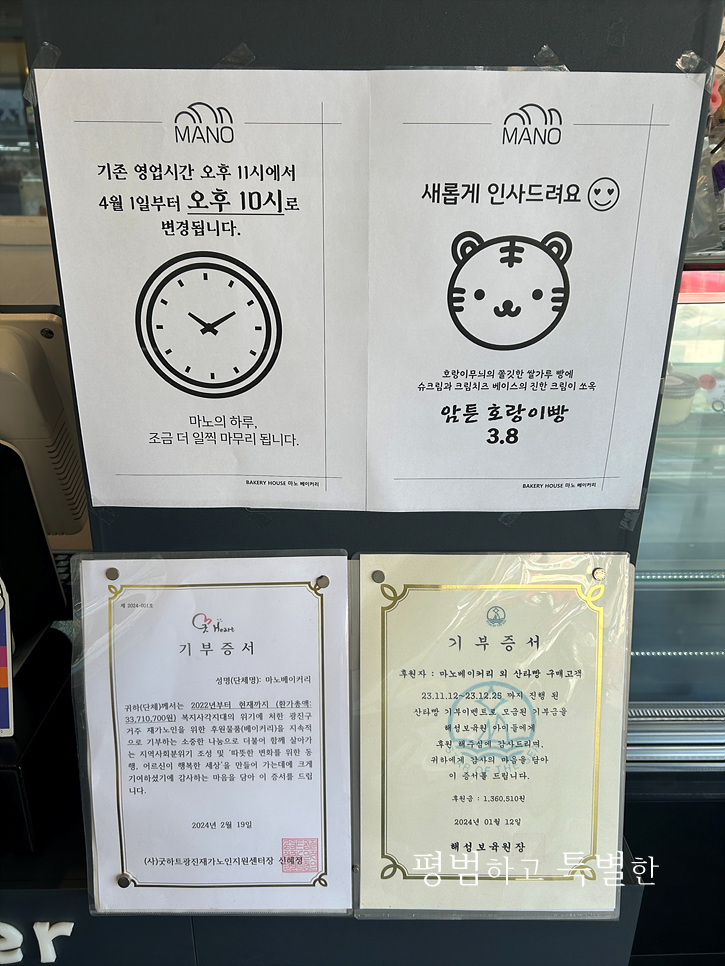 MANO
기존 영업시간 오후 11시에서
4월 1일부터 오후 10시로
변경됩니다.
마노의 하루,
조금 더 일찍 마무리 됩니다.
BAKERY HOUSE 마노 베이커리
MANO
새롭게 인사드려요
호랑이무늬의 쫄깃한 쌀가루 빵에
슈크림과 크림치즈 베이스의 진한 크림이 쏘옥
암튼 호랑이빵
3.8
BAKERY HOUSE 마노 베이커리
제 2024-001호
굿 Heart
기부증서
성명(단체명): 마노베이커리
귀하(단체)께서는 2022년부터 현재까지 (환가총액:
33,710,700원) 복지사각지대의 위기에 처한 광진구
거주 재가노인을 위한 후원물품(베이커리)을 지속적
으로 기부하는 소중한 나눔으로 더불어 함께 살아가
는 지역사회분위기 조성 및 '따뜻한 변화를 위한 동
행, 어르신이 행복한 세상'을 만들어 가는데에 크게
기여하셨기에 감사하는 마음을 담아 이 증서를 드립
니다.
2024년 2월 19일
(사)굿하트광진재가노인지원센터장 신혜정
기부증서
후원자 : 마노베이커리 외 산타빵 구매고객
23.11.12~23.12.25 까지 진행 된
산타빵 기부이벤트로 모금된 기부금을
해성보육원 아이들에게
후원 해주심에 감사드리며,
귀하에게 감사의 마음을 담아
이 증서를 드립니다.
후원금 : 1,360,510원
2024년 01월 12일
해성보육원장
평범하고 특별한
er